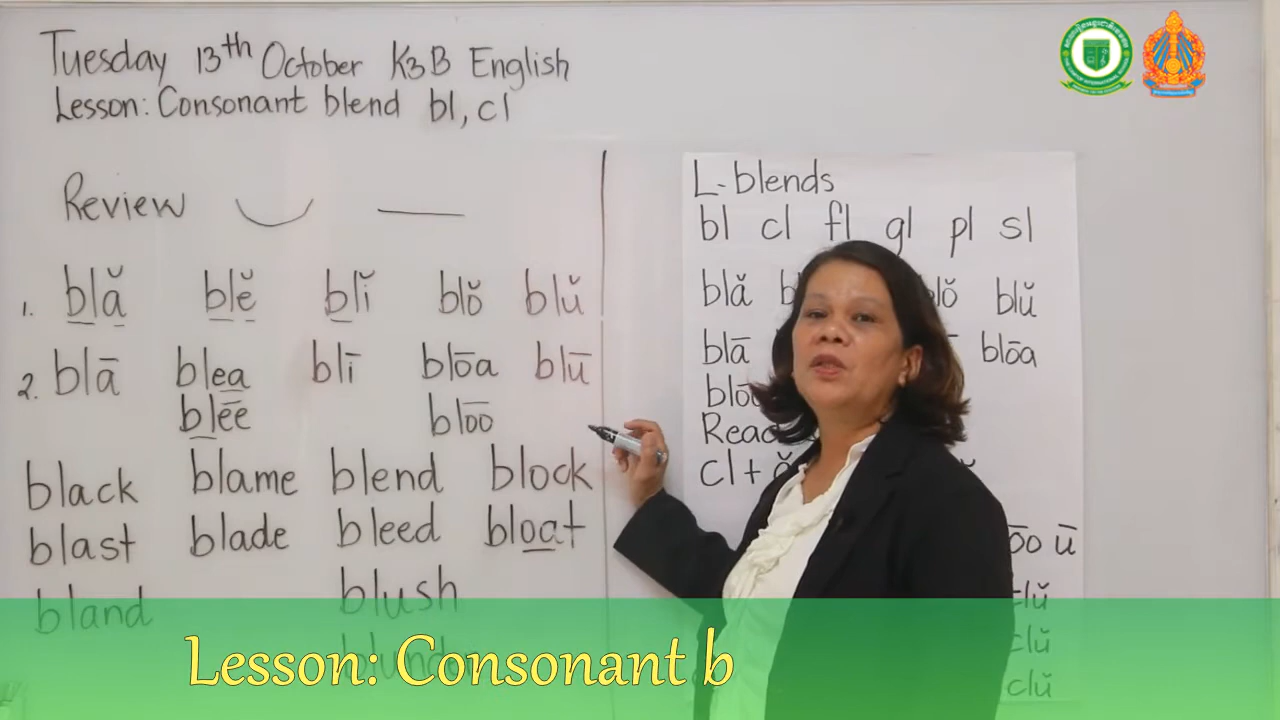 Tuesday 13th October K3B English
Lesson: Consonant blend bl, cl
Review
1. blă blĕ blĭ blŏ blŭ
2. blā blea blī blōa blū
blēe blōo
black blame blend block
blast blade bleed bloat
bland blush
blunder
L-blends
bl cl fl gl pl sl
blă blŏ blŭ
blā blōa
Read
cl + ă
ōo ū
clŭ
clŭ
clŭ
Lesson: Consonant b